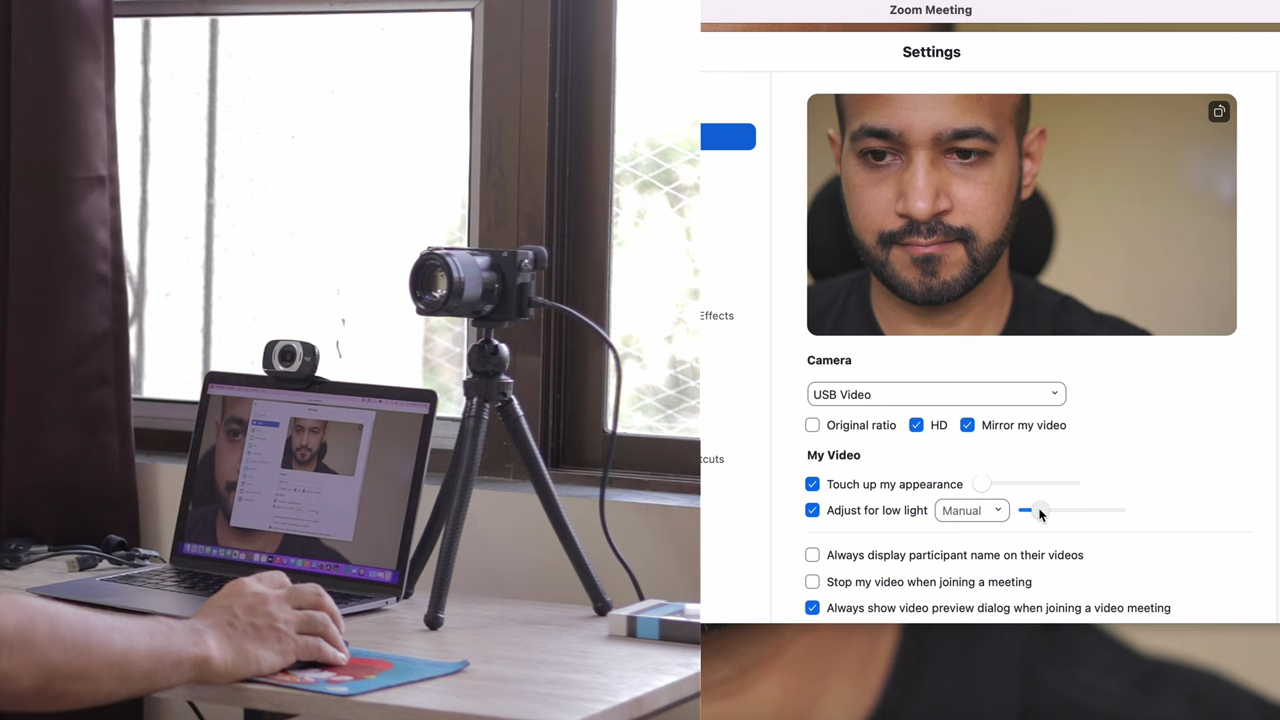 Zoom Meeting
Settings
Effects
cuts
Camera
USB Video
Original ratio HD Mirror my video
My Video
Touch up my appearance
Adjust for low light Manual
Always display participant name on their videos
Stop my video when joining a meeting
Always show video preview dialog when joining a video meeting